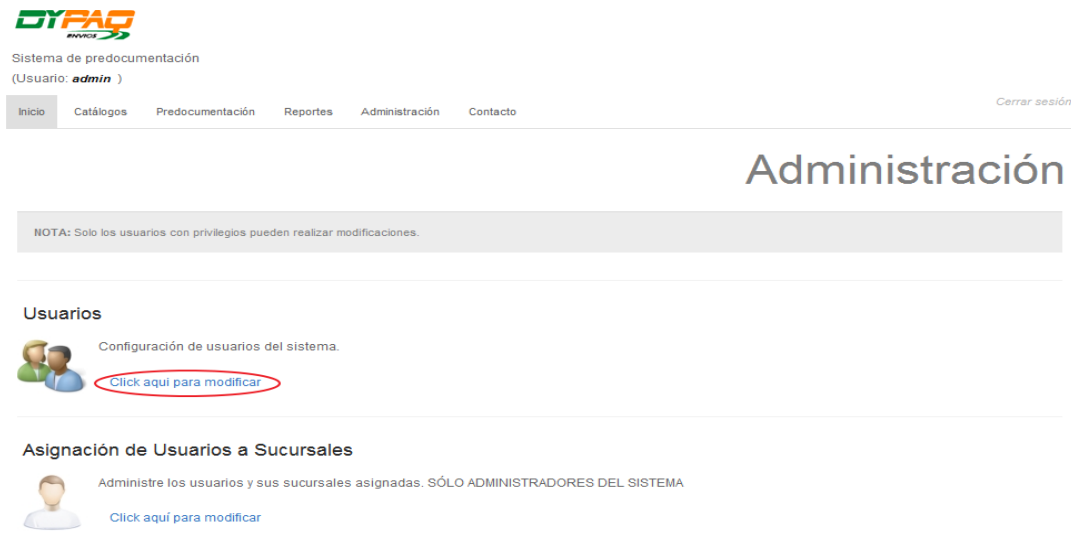 DYPAQ
ENVIOS
Sistema de predocumentación
(Usuario: admin )
Inicio Catálogos Predocumentación Reportes Administración Contacto
Cerrar sesión
Administración
NOTA: Solo los usuarios con privilegios pueden realizar modificaciones.
Usuarios
Configuración de usuarios del sistema.
Click aqui para modificar
Asignación de Usuarios a Sucursales
Administre los usuarios y sus sucursales asignadas. SÓLO ADMINISTRADORES DEL SISTEMA
Click aquí para modificar